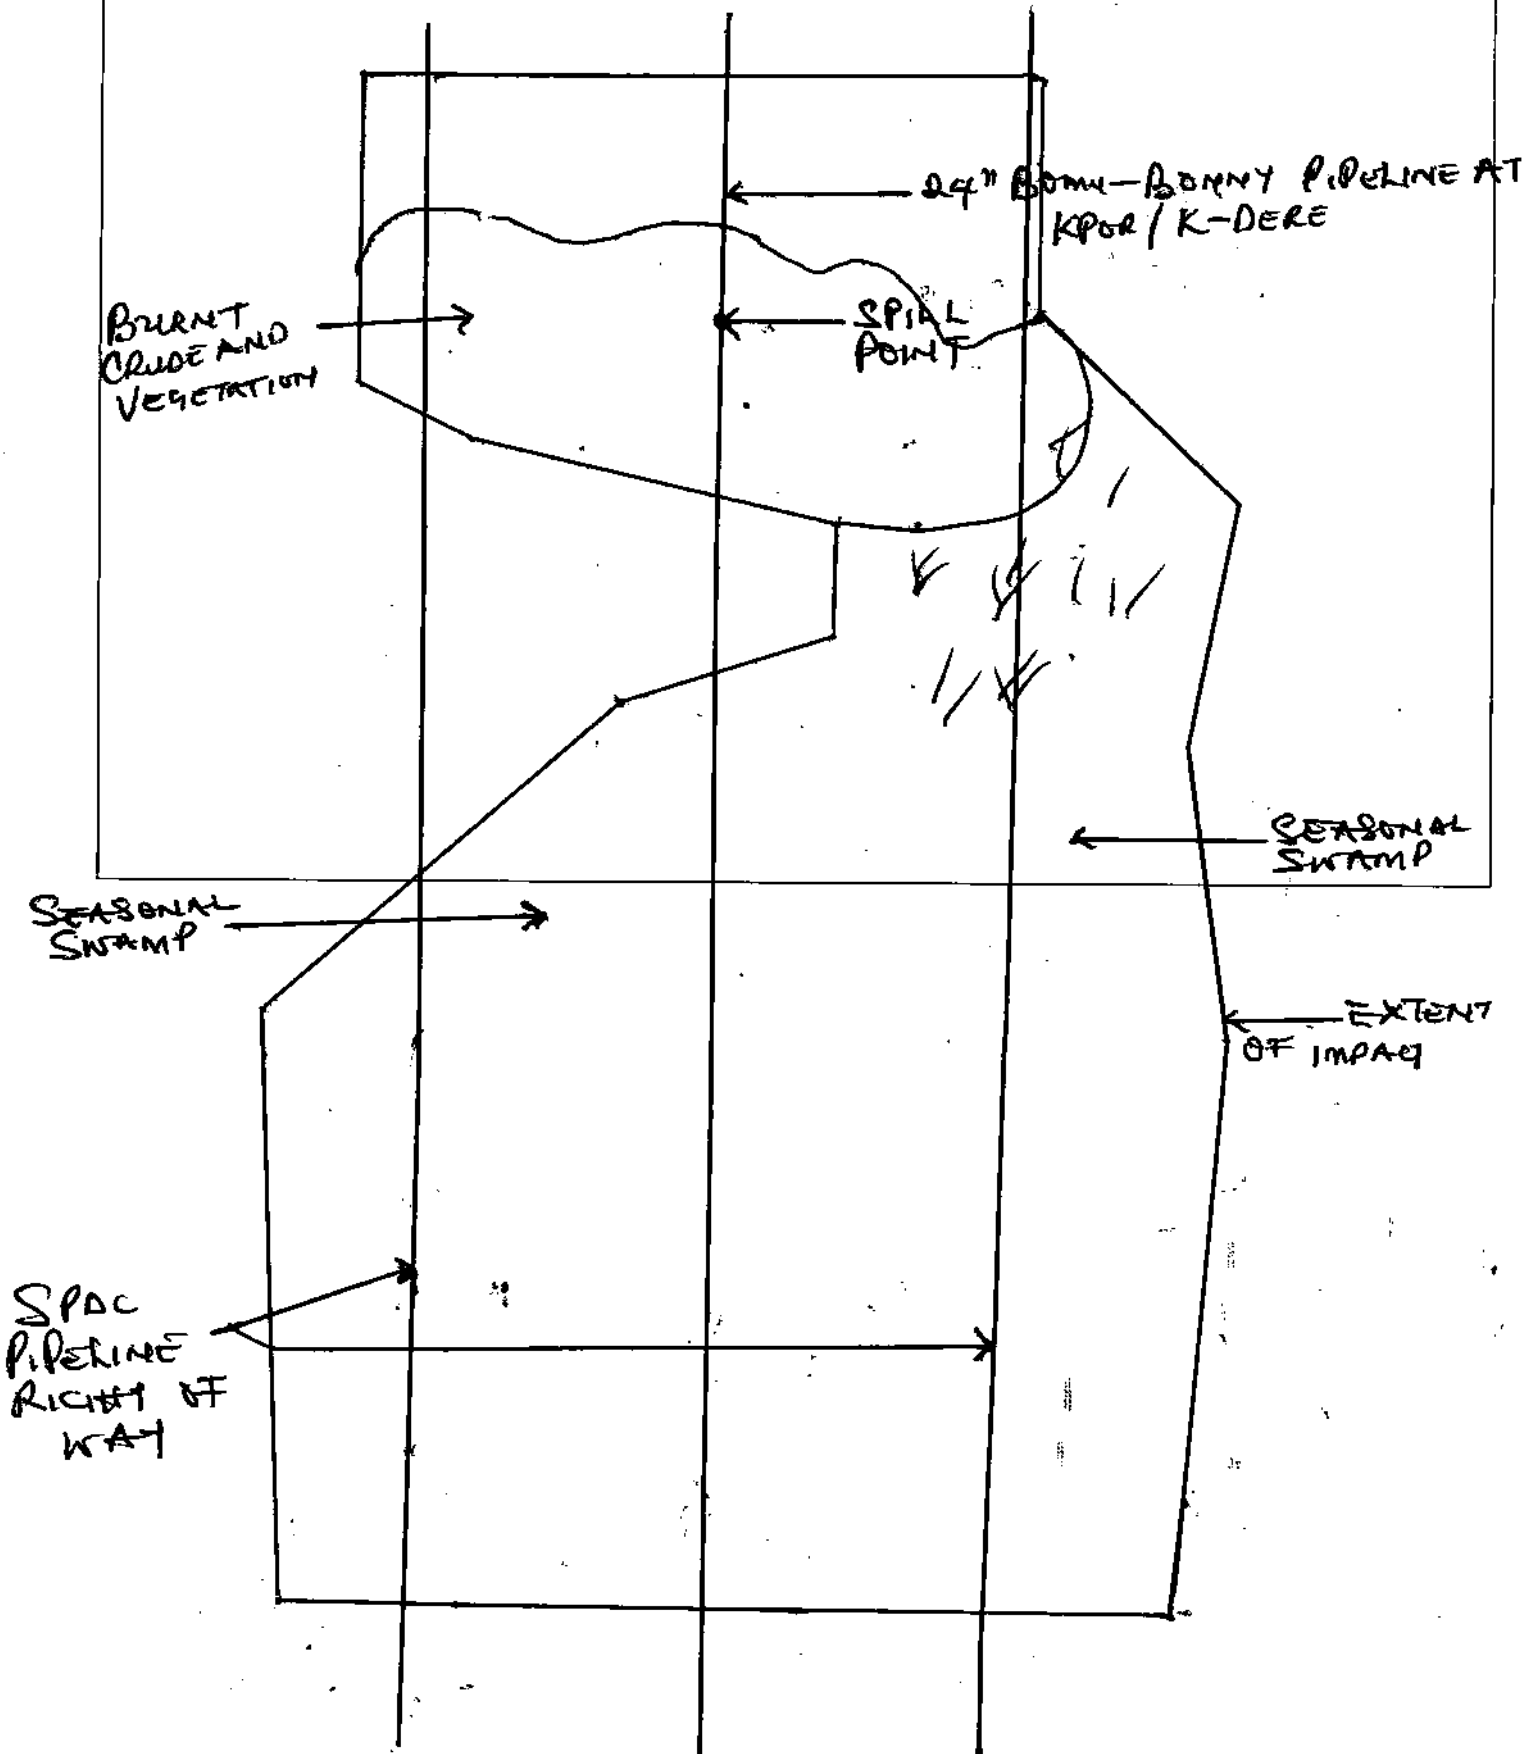 24" BOMU-BONNY PIPELINE AT
KPOR / K-DERE
BURNT
CRUDE AND
VEGETATION
SPILL
POINT
SEASONAL
SWAMP
SEASONAL
SWAMP
EXTENT
OF IMPACT
SPDC
PIPELINE
RIGHT OF
WAY